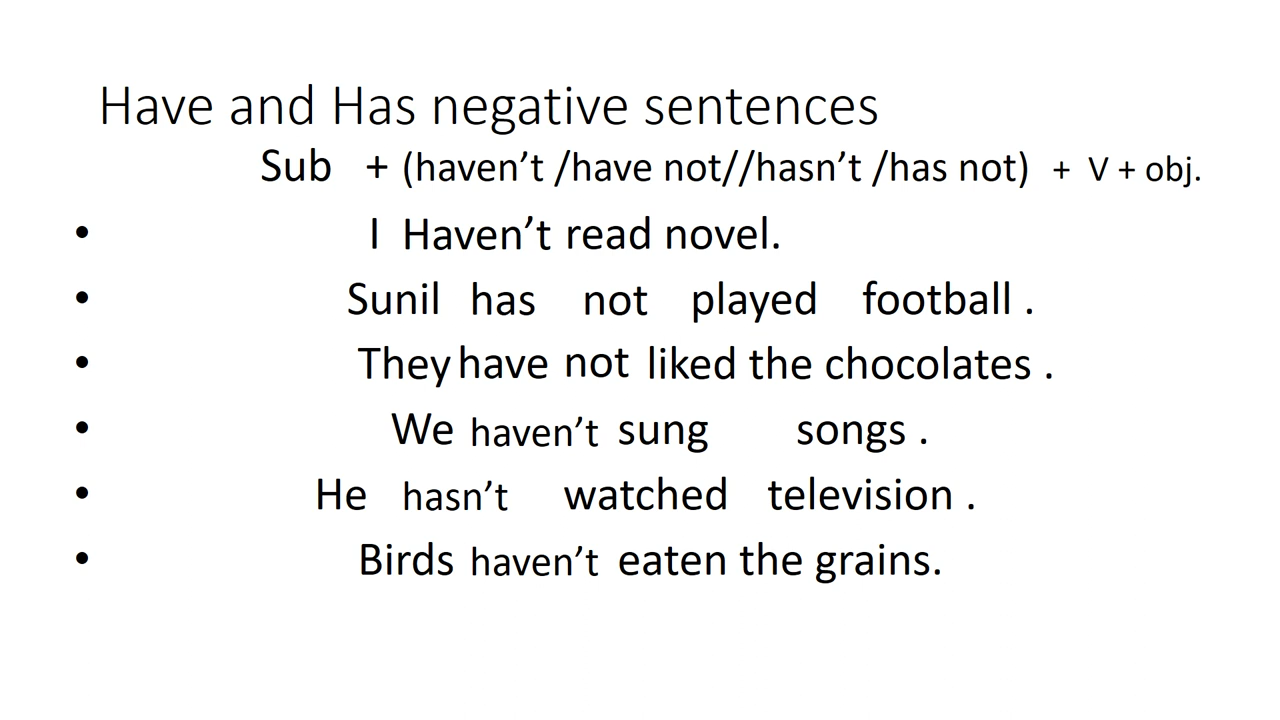 Have and Has negative sentences
Sub + (haven’t /have not//hasn’t /has not) + V + obj.
• I Haven’t read novel.
• Sunil has not played football .
• They have not liked the chocolates .
• We haven’t sung songs .
• He hasn’t watched television .
• Birds haven’t eaten the grains.